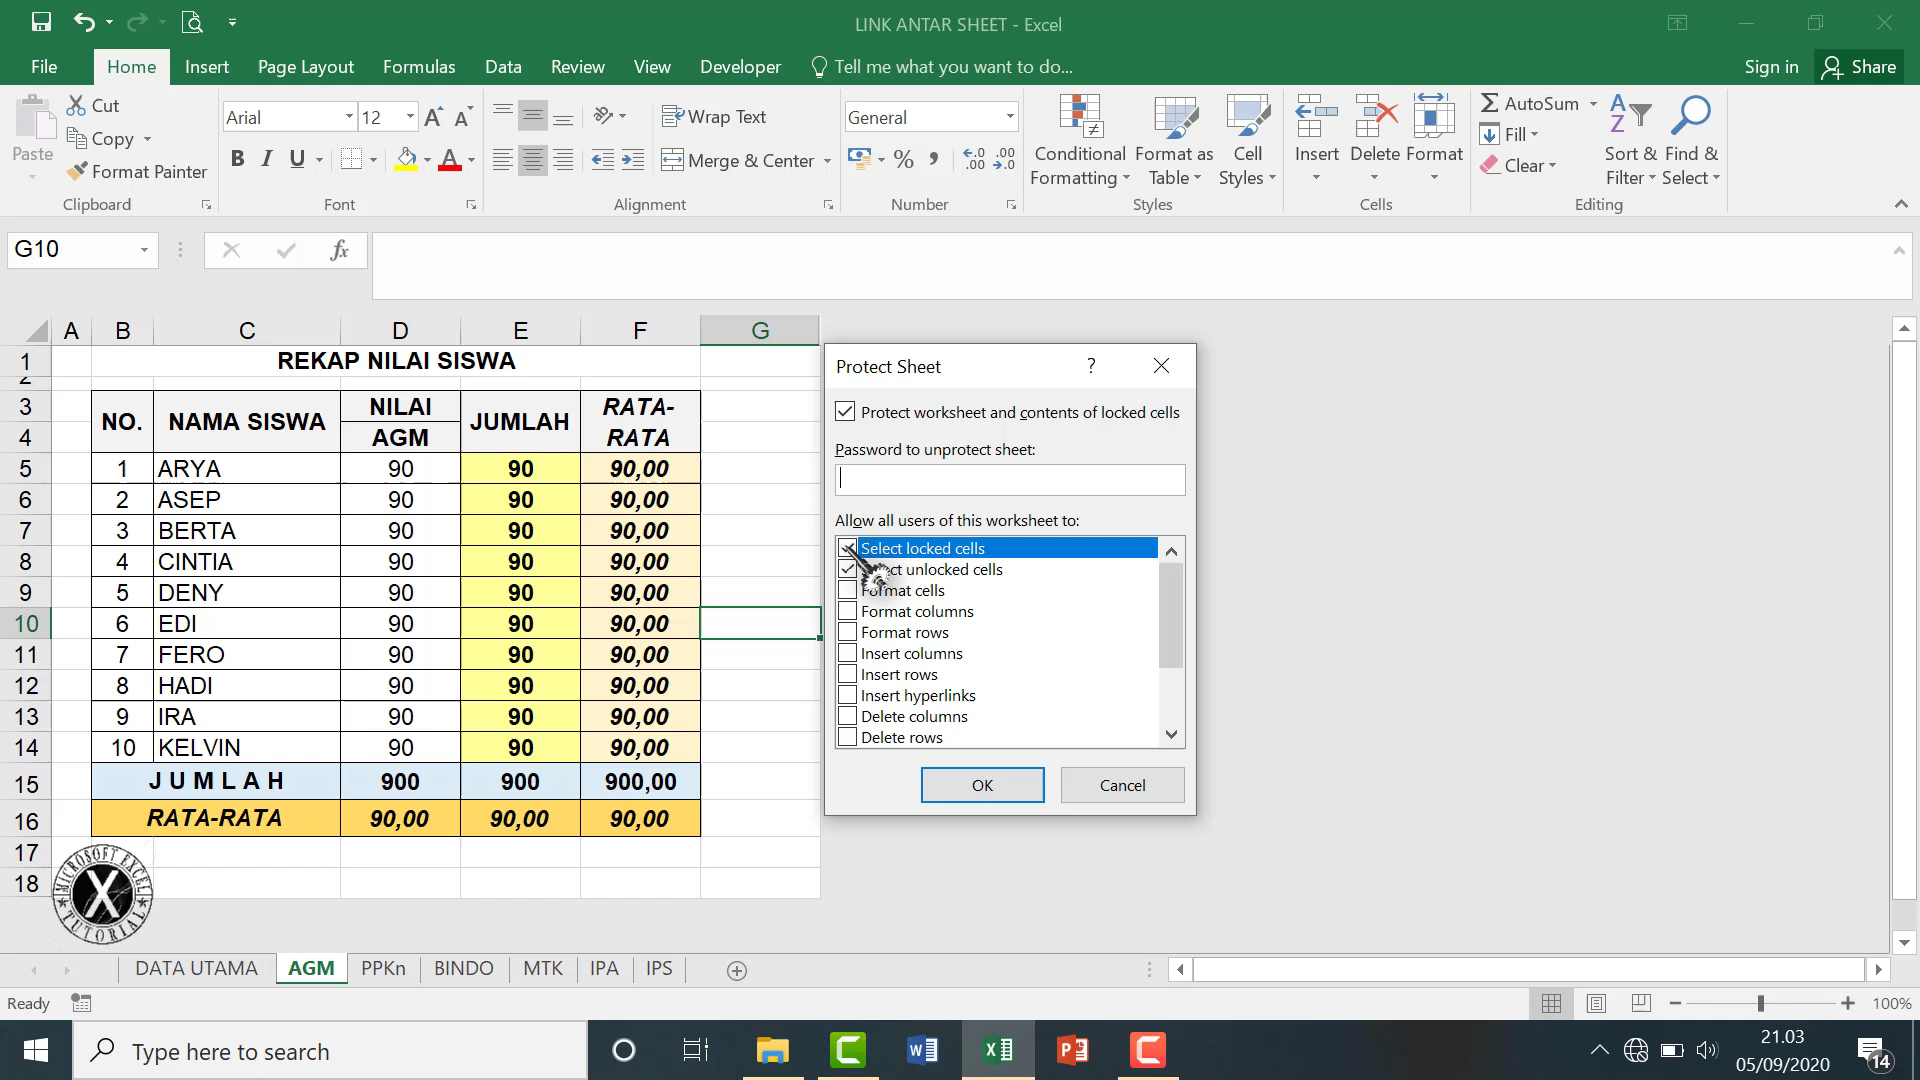 LINK ANTAR SHEET - Excel
File Home Insert Page Layout Formulas Data Review View Developer Tell me what you want to do... Sign in Share
Cut
Copy
Format Painter
Paste
Clipboard
Arial 12
B I U
Font
Wrap Text
Merge & Center
Alignment
General
Number
Conditional Formatting
Format as Table
Cell Styles
Styles
Insert Delete Format
Cells
AutoSum
Fill
Clear
Sort & Filter
Find & Select
Editing
G10
fx
A B C D E F G
1 REKAP NILAI SISWA
2
3 NO. NAMA SISWA NILAI JUMLAH RATA-RATA
4 AGM
5 1 ARYA 90 90 90,00
6 2 ASEP 90 90 90,00
7 3 BERTA 90 90 90,00
8 4 CINTIA 90 90 90,00
9 5 DENY 90 90 90,00
10 6 EDI 90 90 90,00
11 7 FERO 90 90 90,00
12 8 HADI 90 90 90,00
13 9 IRA 90 90 90,00
14 10 KELVIN 90 90 90,00
15 J U M L A H 900 900 900,00
16 RATA-RATA 90,00 90,00 90,00
17
18
MICROSOFT EXCEL
X
TUTORIAL
Protect Sheet ?
Protect worksheet and contents of locked cells
Password to unprotect sheet:
Allow all users of this worksheet to:
Select locked cells
unlocked cells
Format cells
Format columns
Format rows
Insert columns
Insert rows
Insert hyperlinks
Delete columns
Delete rows
OK Cancel
DATA UTAMA AGM PPKn BINDO MTK IPA IPS
Ready
100%
Type here to search
21.03
05/09/2020
14